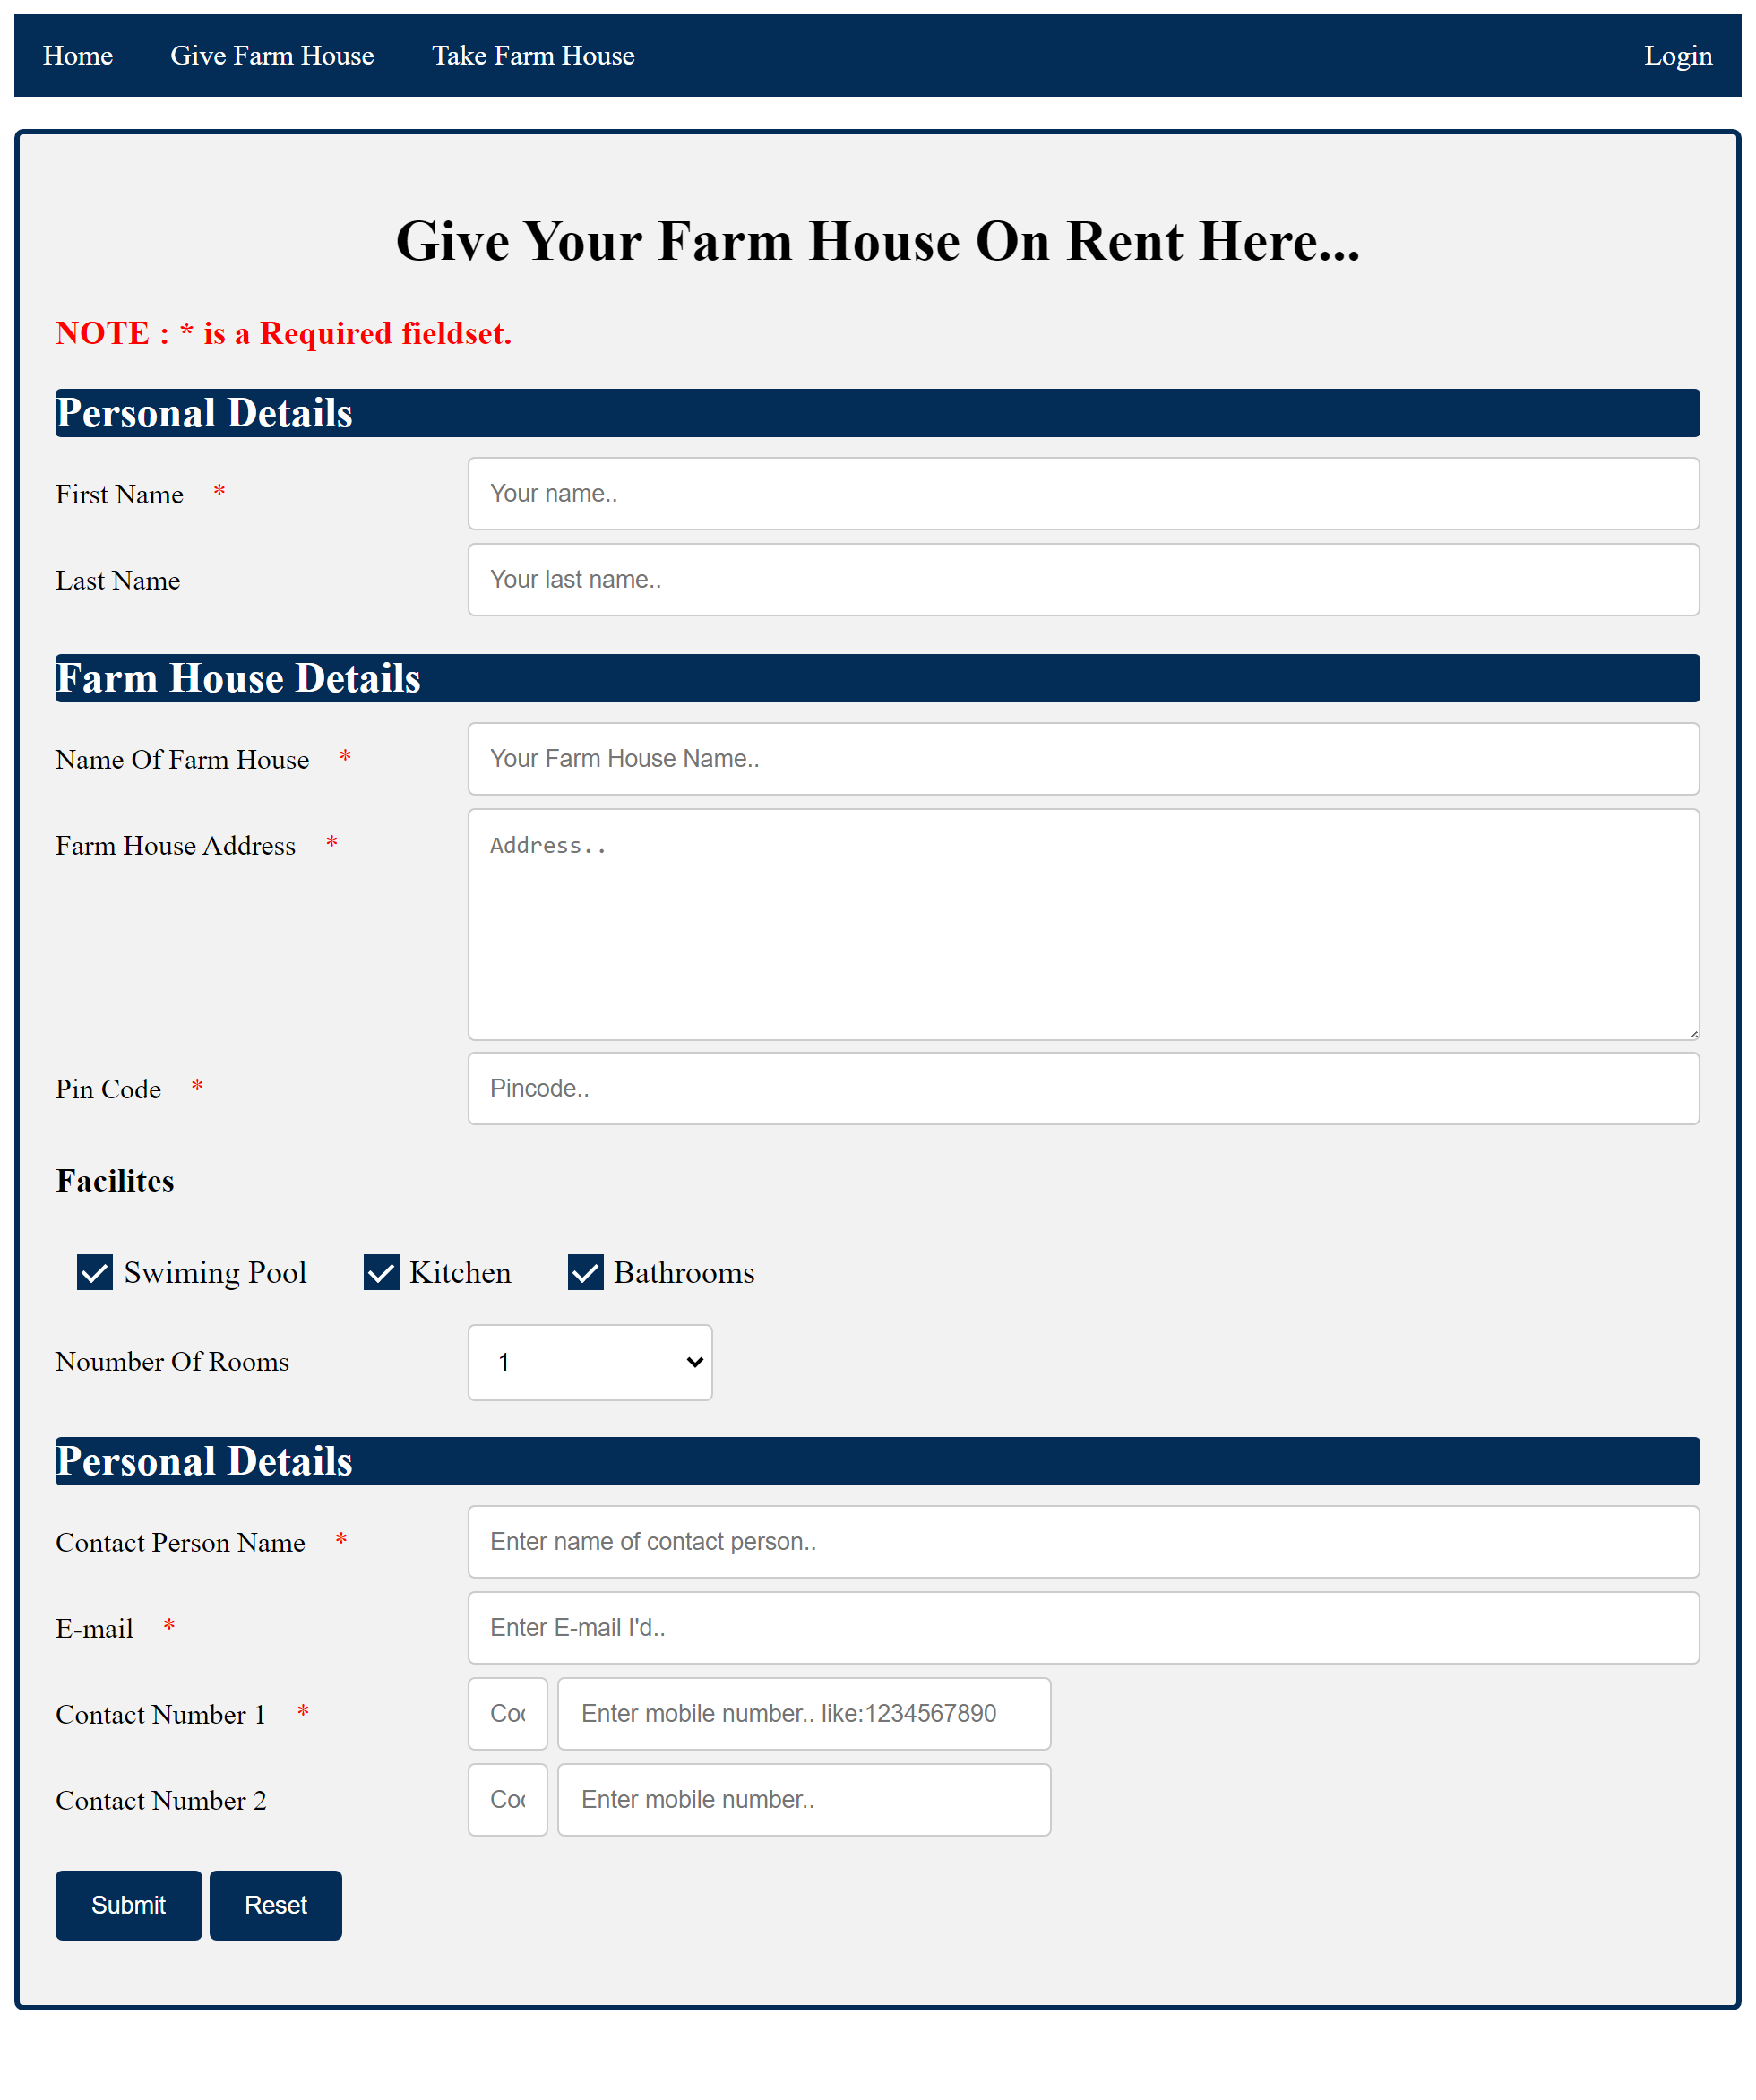 Home Give Farm House Take Farm House Login
Give Your Farm House On Rent Here...
NOTE : * is a Required fieldset.
Personal Details
First Name * Your name..
Last Name Your last name..
Farm House Details
Name Of Farm House * Your Farm House Name..
Farm House Address * Address..
Pin Code * Pincode..
Facilites
Swiming Pool Kitchen Bathrooms
Noumber Of Rooms 1
Personal Details
Contact Person Name * Enter name of contact person..
E-mail * Enter E-mail I'd..
Contact Number 1 * Enter mobile number.. like:1234567890
Contact Number 2 Enter mobile number..
Submit Reset